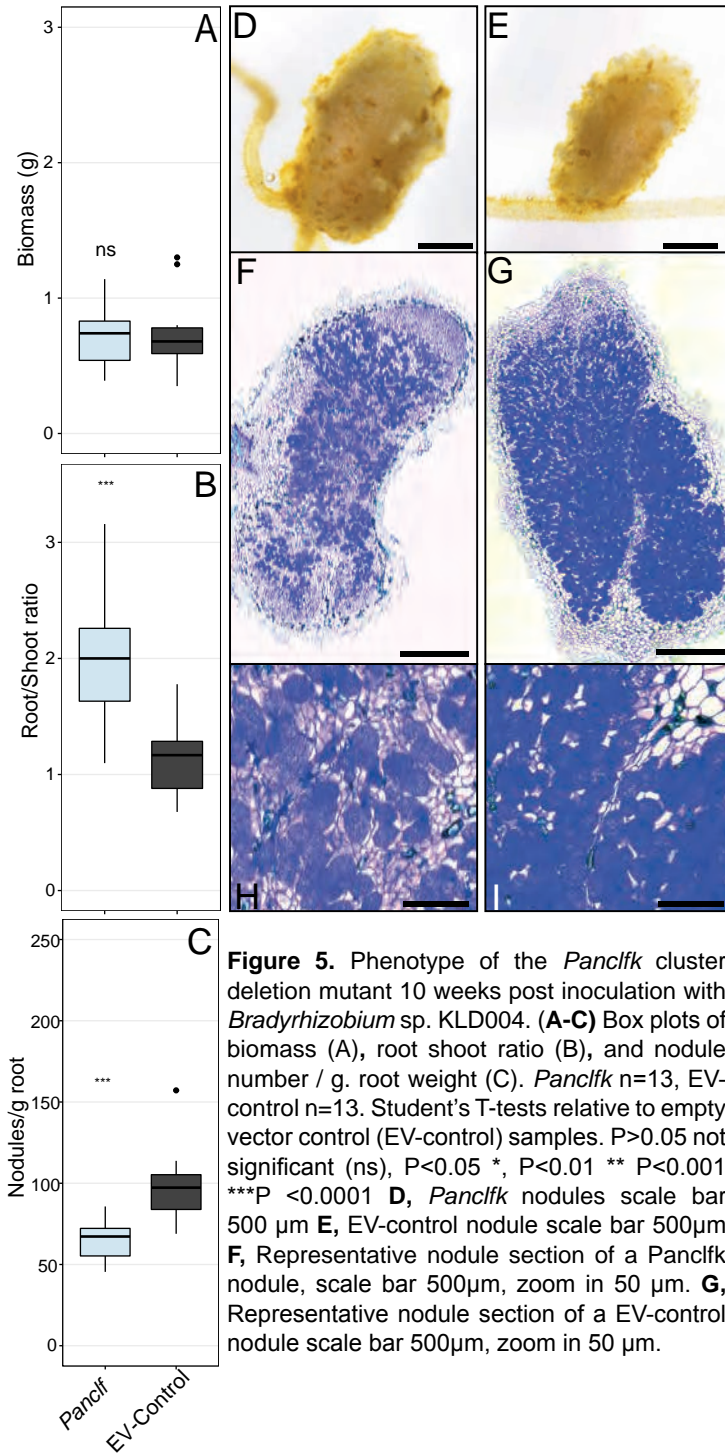 A
3
2
1
0
Biomass (g)
ns
B
3
2
1
0
Root/Shoot ratio
***
C
250
200
150
100
50
0
Nodules/g root
***
Panclf
EV-Control
D
E
F
G
H
I
Figure 5. Phenotype of the Panclfk cluster
deletion mutant 10 weeks post inoculation with
Bradyrhizobium sp. KLD004. (A-C) Box plots of
biomass (A), root shoot ratio (B), and nodule
number / g. root weight (C). Panclfk n=13, EV-
control n=13. Student's T-tests relative to empty
vector control (EV-control) samples. P>0.05 not
significant (ns), P<0.05 *, P<0.01 ** P<0.001
***P <0.0001 D, Panclfk nodules scale bar
500 µm E, EV-control nodule scale bar 500µm
F, Representative nodule section of a Panclfk
nodule, scale bar 500µm, zoom in 50 µm. G,
Representative nodule section of a EV-control
nodule scale bar 500µm, zoom in 50 µm.